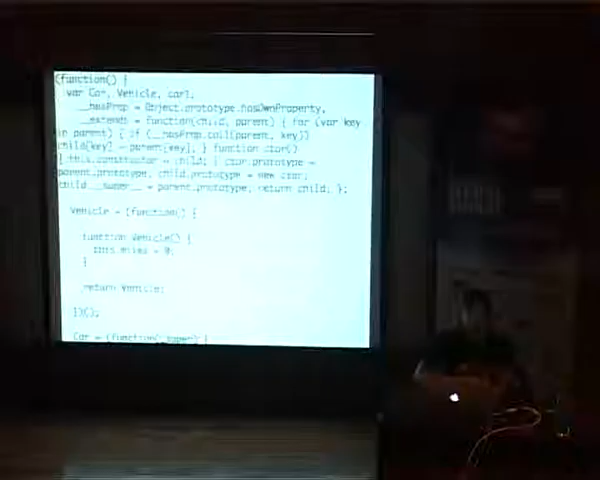 (function() {
var Car, Vehicle, car1,
__hasProp = Object.prototype.hasOwnProperty,
__extends = function(child, parent) { for (var key
in parent) { if (__hasProp.call(parent, key))
child[key] = parent[key]; } function ctor()
{ this.constructor = child; } ctor.prototype =
parent.prototype; child.prototype = new ctor;
child.__super__ = parent.prototype; return child; };
Vehicle = (function() {
function Vehicle() {
this.miles = 0;
}
return Vehicle;
})();
Car = (function(_super) {